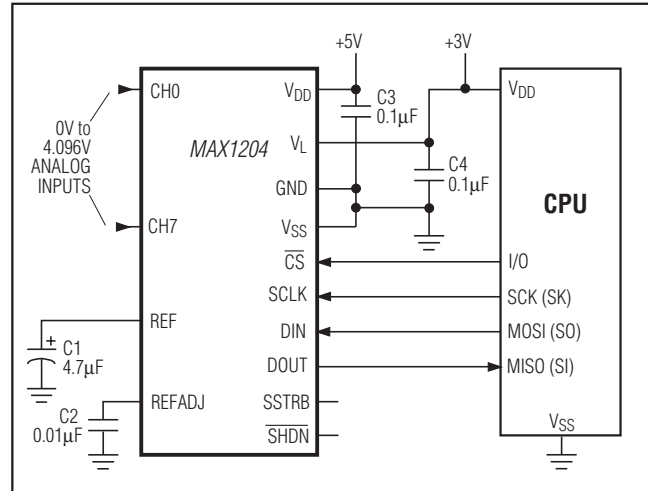 +5V
+3V
CH0
VDD
C3
0.1µF
VDD
0V to
4.096V
ANALOG
INPUTS
MAX1204
VL
C4
0.1µF
GND
CPU
CH7
VSS
CS
I/O
SCLK
SCK (SK)
REF
DIN
MOSI (SO)
+
C1
4.7µF
DOUT
MISO (SI)
REFADJ
SSTRB
C2
0.01µF
SHDN
VSS